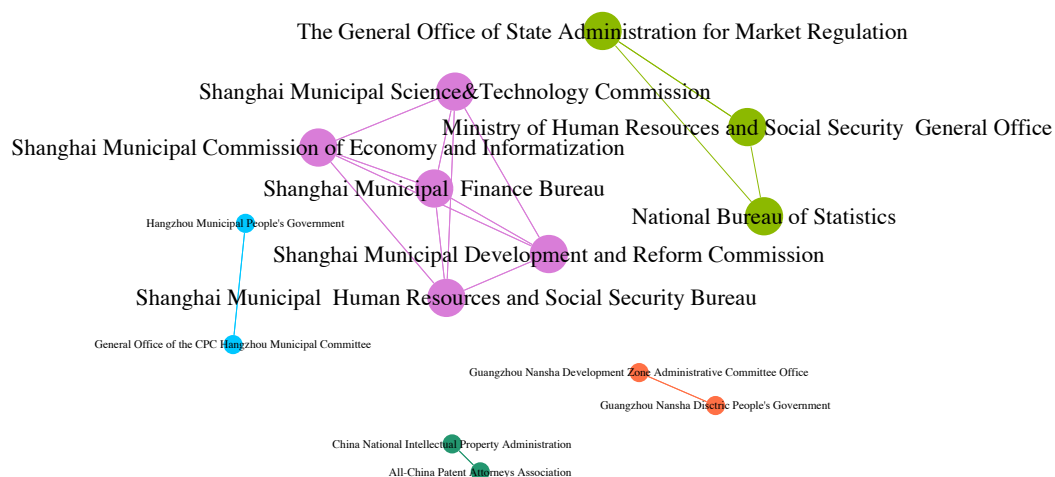 The General Office of State Administration for Market Regulation
Shanghai Municipal Science&Technology Commission
Ministry of Human Resources and Social Security  General Office
Shanghai Municipal Commission of Economy and Informatization
Shanghai Municipal  Finance Bureau
National Bureau of Statistics
Hangzhou Municipal People's Government
Shanghai Municipal Development and Reform Commission
Shanghai Municipal  Human Resources and Social Security Bureau
General Office of the CPC Hangzhou Municipal Committee
Guangzhou Nansha Development Zone Administrative Committee Office
Guangzhou Nansha Disctric People's Government
China National Intellectual Property Administration
All-China Patent Attorneys Association